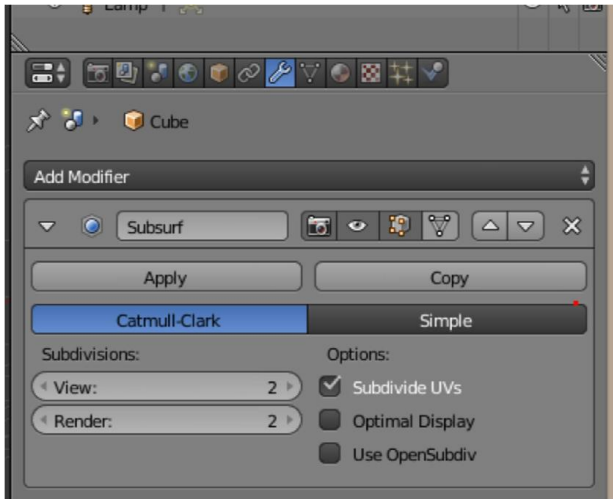 Lamp
Cube
Add Modifier
Subsurf
Apply Copy
Catmull-Clark Simple
Subdivisions: Options:
View: 2 Subdivide UVs
Render: 2 Optimal Display
Use OpenSubdiv